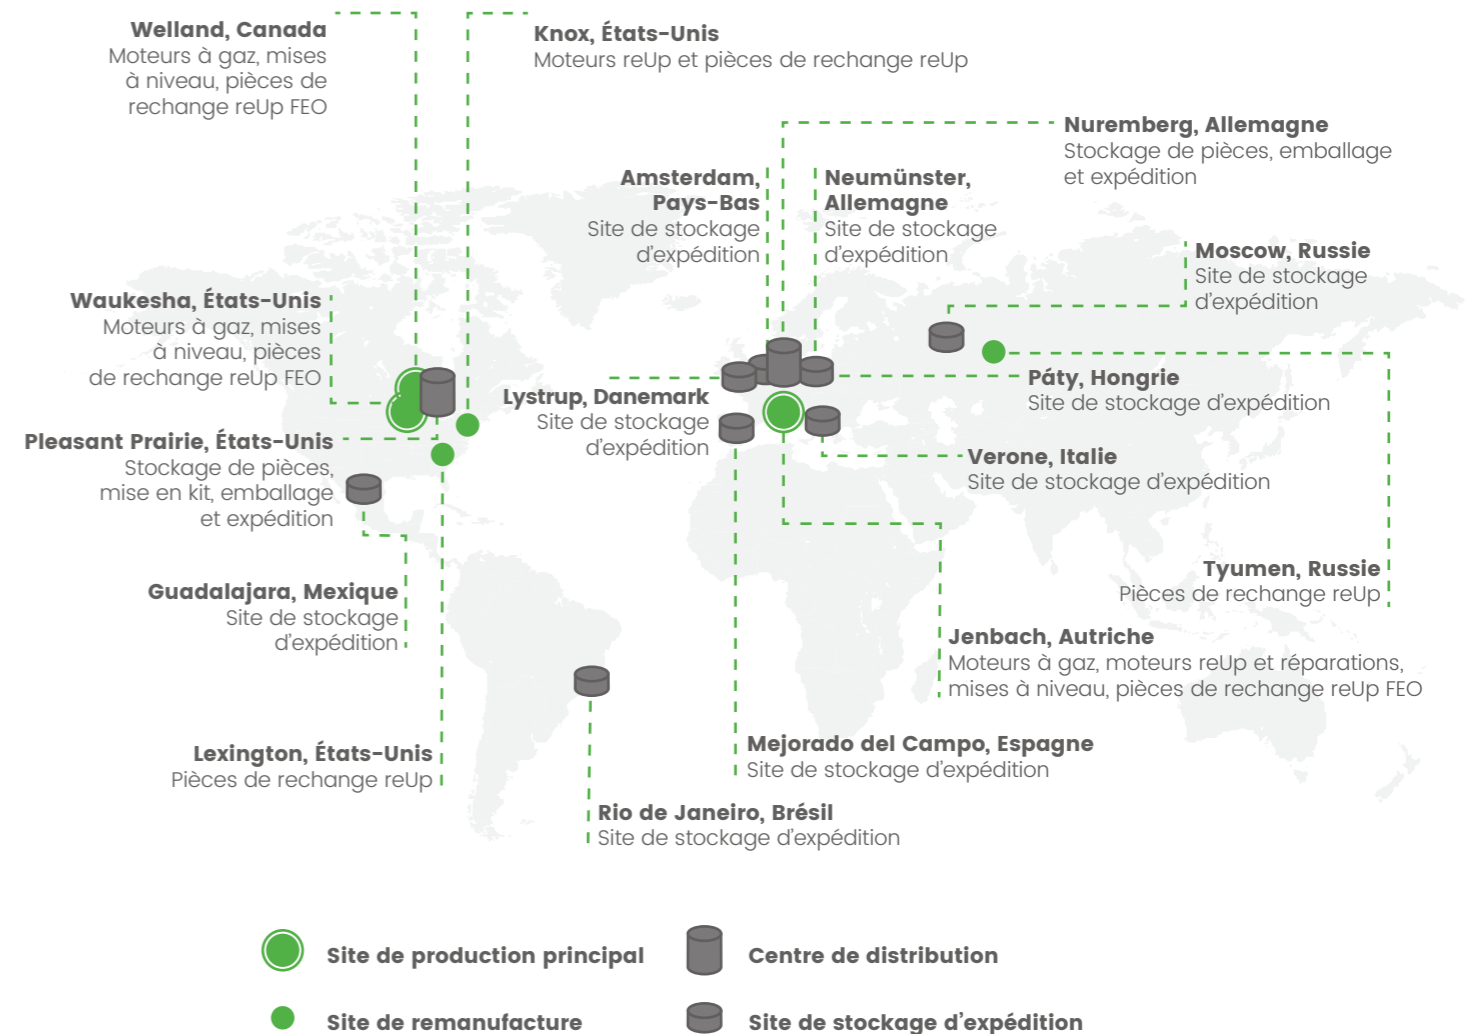 Welland, Canada
Moteurs à gaz, mises
à niveau, pièces de
rechange reUp FEO
Knox, États-Unis
Moteurs reUp et pièces de rechange reUp
Nuremberg, Allemagne
Stockage de pièces, emballage
et expédition
Amsterdam,
Pays-Bas
Site de stockage
d'expédition
Neumünster,
Allemagne
Site de stockage
d'expédition
Moscow, Russie
Site de stockage
d'expédition
Waukesha, États-Unis
Moteurs à gaz, mises
à niveau, pièces
de rechange reUp FEO
Lystrup, Danemark
Site de stockage
d'expédition
Páty, Hongrie
Site de stockage d'expédition
Pleasant Prairie, États-Unis
Stockage de pièces,
mise en kit, emballage
et expédition
Verone, Italie
Site de stockage d'expédition
Guadalajara, Mexique
Site de stockage
d'expédition
Tyumen, Russie
Pièces de rechange reUp
Jenbach, Autriche
Moteurs à gaz, moteurs reUp et réparations,
mises à niveau, pièces de rechange reUp FEO
Lexington, États-Unis
Pièces de rechange reUp
Mejorado del Campo, Espagne
Site de stockage d'expédition
Rio de Janeiro, Brésil
Site de stockage d'expédition
Site de production principal
Centre de distribution
Site de remanufacture
Site de stockage d'expédition